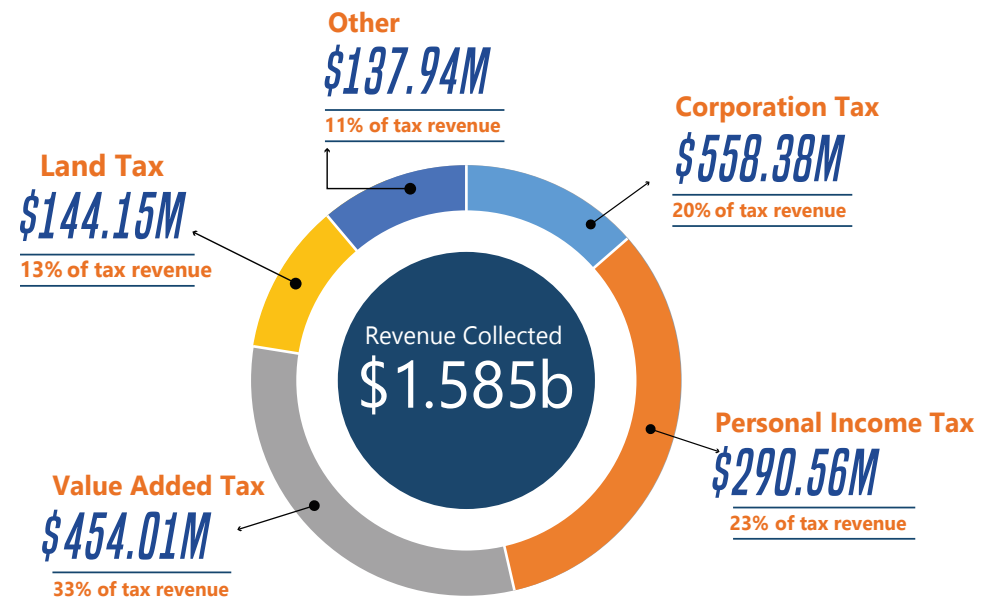 Other
$137.94M
11% of tax revenue
Corporation Tax
$558.38M
20% of tax revenue
Land Tax
$144.15M
13% of tax revenue
Revenue Collected
$1.585b
Personal Income Tax
$290.56M
23% of tax revenue
Value Added Tax
$454.01M
33% of tax revenue